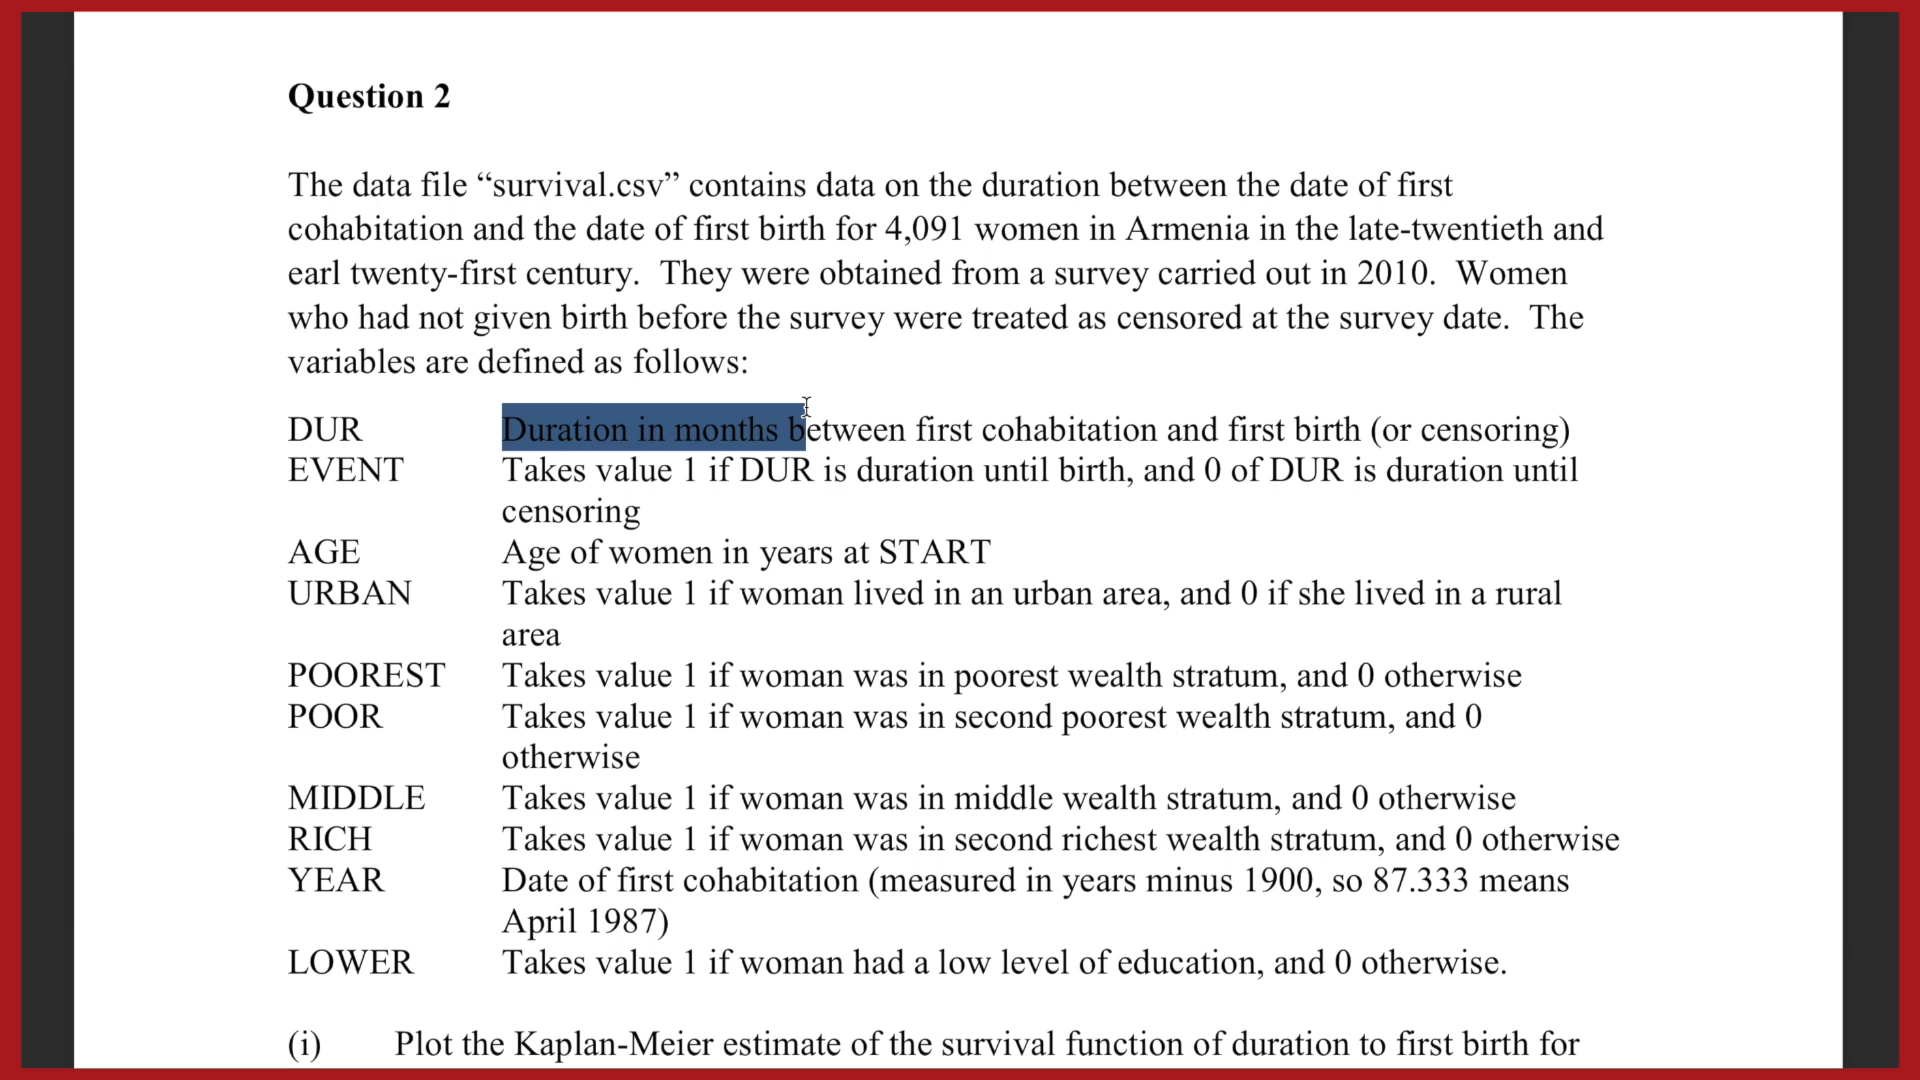 Question 2
The data file “survival.csv” contains data on the duration between the date of first
cohabitation and the date of first birth for 4,091 women in Armenia in the late-twentieth and
earl twenty-first century.  They were obtained from a survey carried out in 2010.  Women
who had not given birth before the survey were treated as censored at the survey date.  The
variables are defined as follows:
DUR Duration in months between first cohabitation and first birth (or censoring)
EVENT Takes value 1 if DUR is duration until birth, and 0 of DUR is duration until
censoring
AGE Age of women in years at START
URBAN Takes value 1 if woman lived in an urban area, and 0 if she lived in a rural
area
POOREST Takes value 1 if woman was in poorest wealth stratum, and 0 otherwise
POOR Takes value 1 if woman was in second poorest wealth stratum, and 0
otherwise
MIDDLE Takes value 1 if woman was in middle wealth stratum, and 0 otherwise
RICH Takes value 1 if woman was in second richest wealth stratum, and 0 otherwise
YEAR Date of first cohabitation (measured in years minus 1900, so 87.333 means
April 1987)
LOWER Takes value 1 if woman had a low level of education, and 0 otherwise.
(i) Plot the Kaplan-Meier estimate of the survival function of duration to first birth for